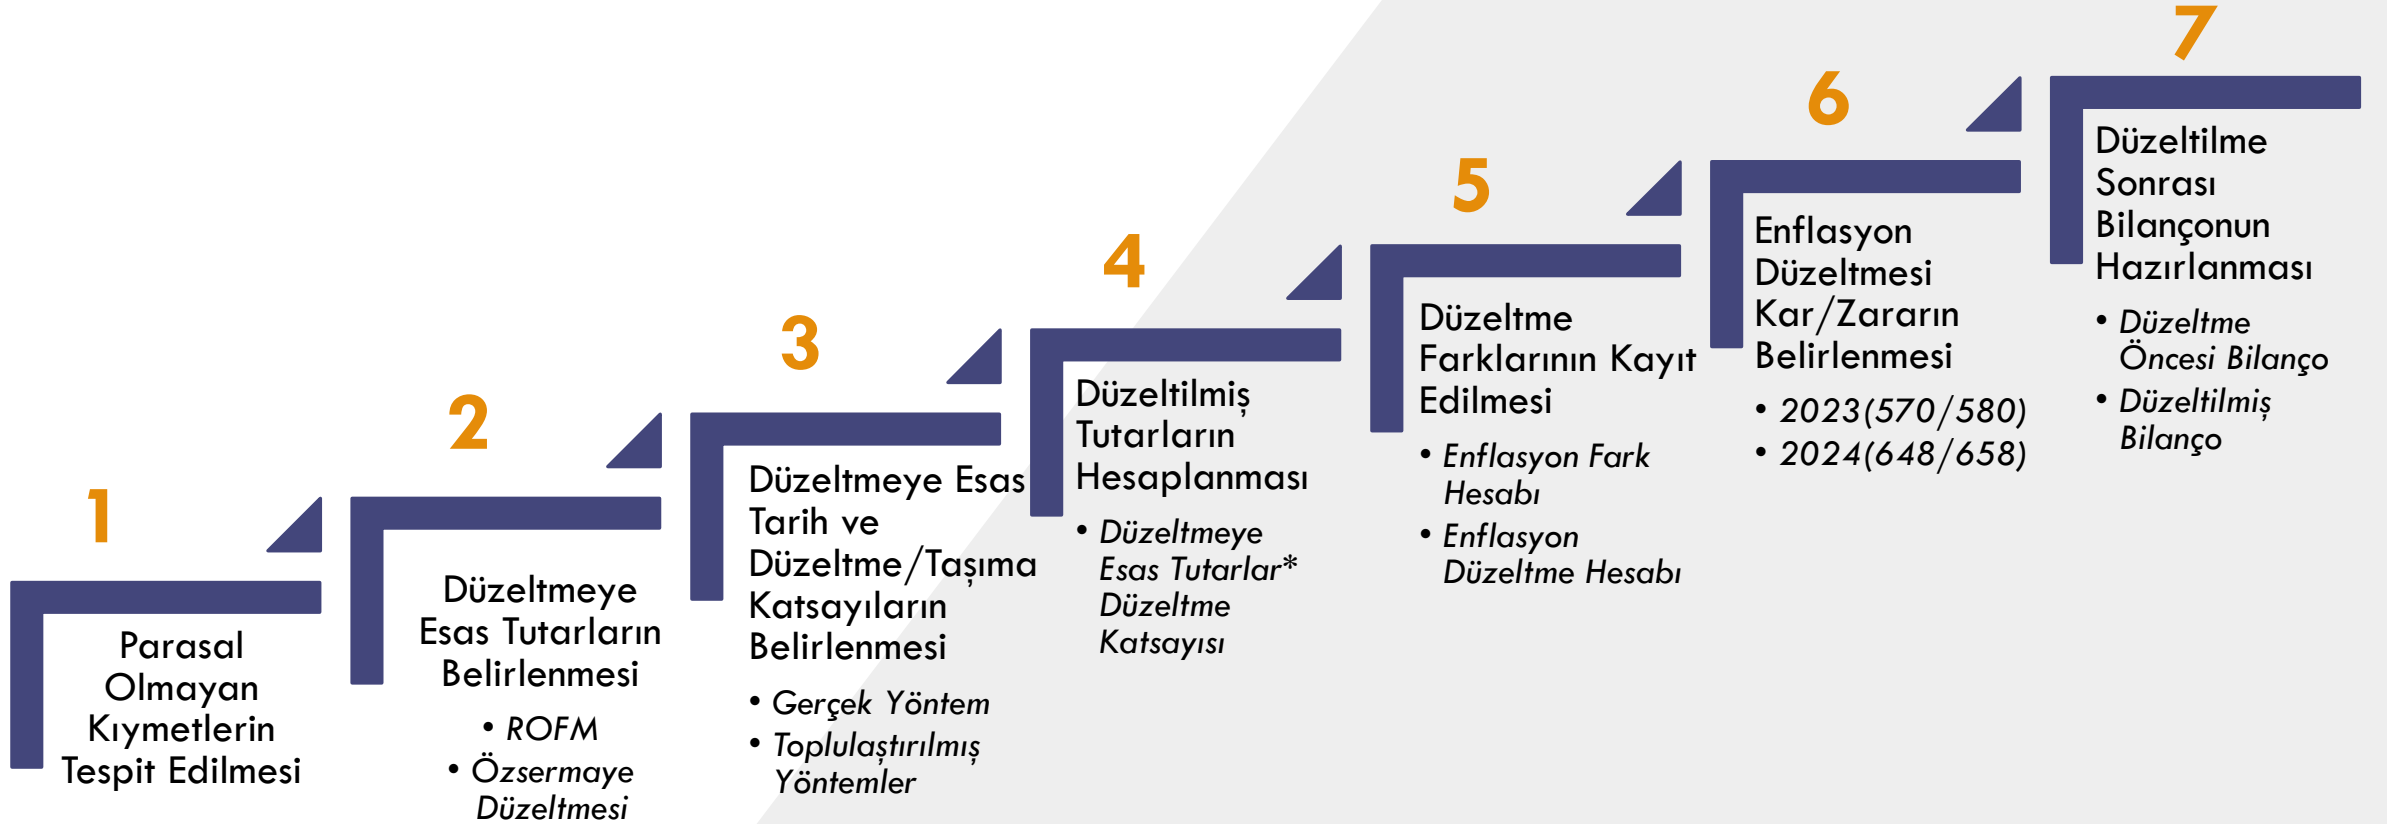 1
Parasal
Olmayan
Kıymetlerin
Tespit Edilmesi
2
Düzeltmeye
Esas Tutarların
Belirlenmesi
• ROFM
• Özsermaye
Düzeltmesi
3
Düzeltmeye Esas
Tarih ve
Düzeltme/Taşıma
Katsayıların
Belirlenmesi
• Gerçek Yöntem
• Toplulaştırılmış
Yöntemler
4
Düzeltilmiş
Tutarların
Hesaplanması
• Düzeltmeye
Esas Tutarlar*
Düzeltme
Katsayısı
5
Düzeltme
Farklarının Kayıt
Edilmesi
• Enflasyon Fark
Hesabı
• Enflasyon
Düzeltme Hesabı
6
Enflasyon
Düzeltmesi
Kar/Zararın
Belirlenmesi
• 2023(570/580)
• 2024(648/658)
7
Düzeltilme
Sonrası
Bilançonun
Hazırlanması
• Düzeltme
Öncesi Bilanço
• Düzeltilmiş
Bilanço